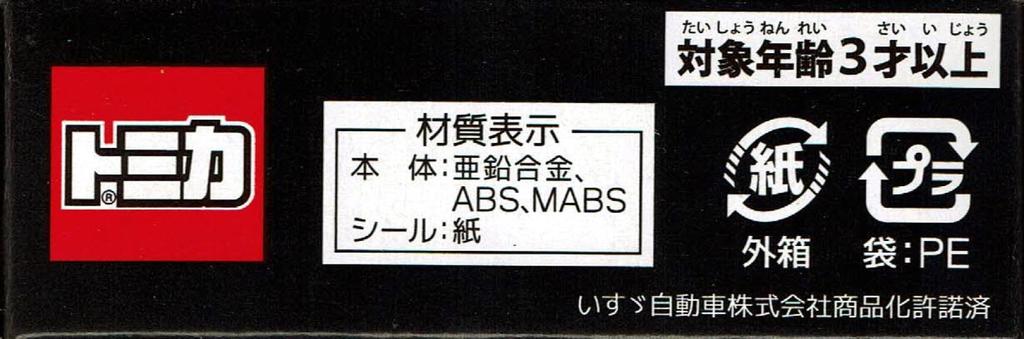 たいしょうねんれい さいいじょう
対象年齢3才以上
トミカ®
材質表示
本 体:亜鉛合金、
ABS、MABS
シール:紙
紙
外箱
プラ
袋:PE
いすゞ自動車株式会社商品化許諾済